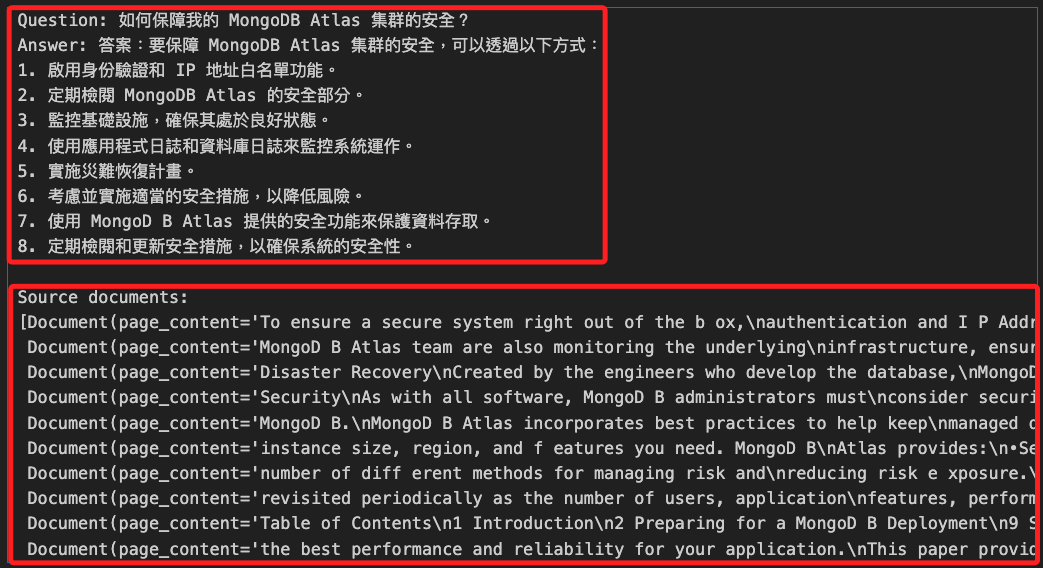 Question: 如何保障我的 MongoDB Atlas 集群的安全？
Answer: 答案：要保障 MongoDB Atlas 集群的安全，可以透過以下方式：
1. 啟用身份驗證和 IP 地址白名單功能。
2. 定期檢閱 MongoDB Atlas 的安全部分。
3. 監控基礎設施，確保其處於良好狀態。
4. 使用應用程式日誌和資料庫日誌來監控系統運作。
5. 實施災難恢復計畫。
6. 考慮並實施適當的安全措施，以降低風險。
7. 使用 MongoD B Atlas 提供的安全功能來保護資料存取。
8. 定期檢閱和更新安全措施，以確保系統的安全性。
Source documents:
[Document(page_content='To ensure a secure system right out of the b ox,\nauthentication and I P Addr
Document(page_content='MongoD B Atlas team are also monitoring the underlying\ninfrastructure, ensur
Document(page_content='Disaster Recovery\nCreated by the engineers who develop the database,\nMongoD
Document(page_content='Security\nAs with all software, MongoD B administrators must\nconsider securi
Document(page_content='MongoD B.\nMongoD B Atlas incorporates best practices to help keep\nmanaged d
Document(page_content='instance size, region, and f eatures you need. MongoD B\nAtlas provides:\n•Se
Document(page_content='number of diff erent methods for managing risk and\nreducing risk e xposure.\
Document(page_content='revisited periodically as the number of users, application\nfeatures, perform
Document(page_content='Table of Contents\n1 Introduction\n2 Preparing for a MongoD B Deployment\n9 S
Document(page_content='the best performance and reliability for your application.\nThis paper provid